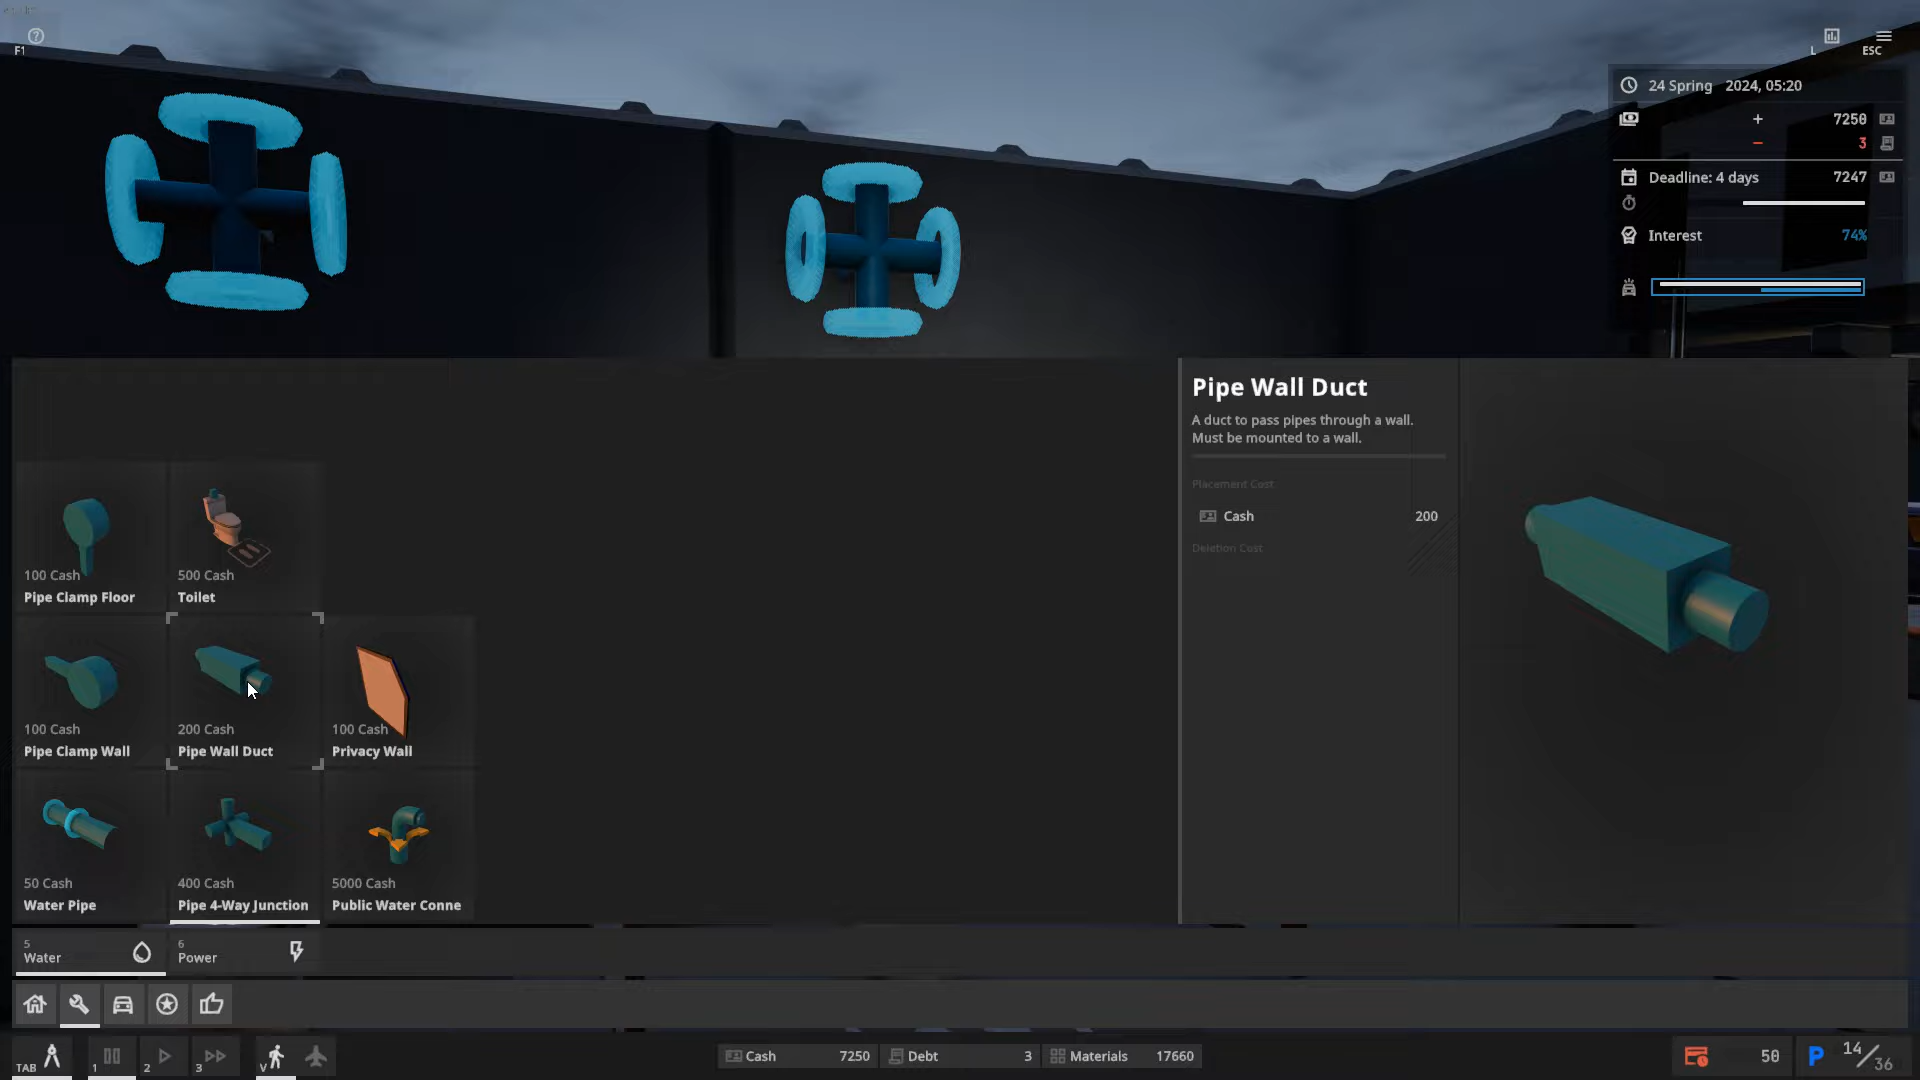 F1
L
ESC
24 Spring 2024, 05:20
+ 7250
− 3
Deadline: 4 days 7247
Interest 74%
Pipe Wall Duct
A duct to pass pipes through a wall.
Must be mounted to a wall.
Placement Cost
Cash 200
Deletion Cost
100 Cash
Pipe Clamp Floor
500 Cash
Toilet
100 Cash
Pipe Clamp Wall
200 Cash
Pipe Wall Duct
100 Cash
Privacy Wall
50 Cash
Water Pipe
400 Cash
Pipe 4-Way Junction
5000 Cash
Public Water Conne
5
Water
6
Power
TAB
1
2
3
V
Cash 7250
Debt 3
Materials 17660
50
P 14/36